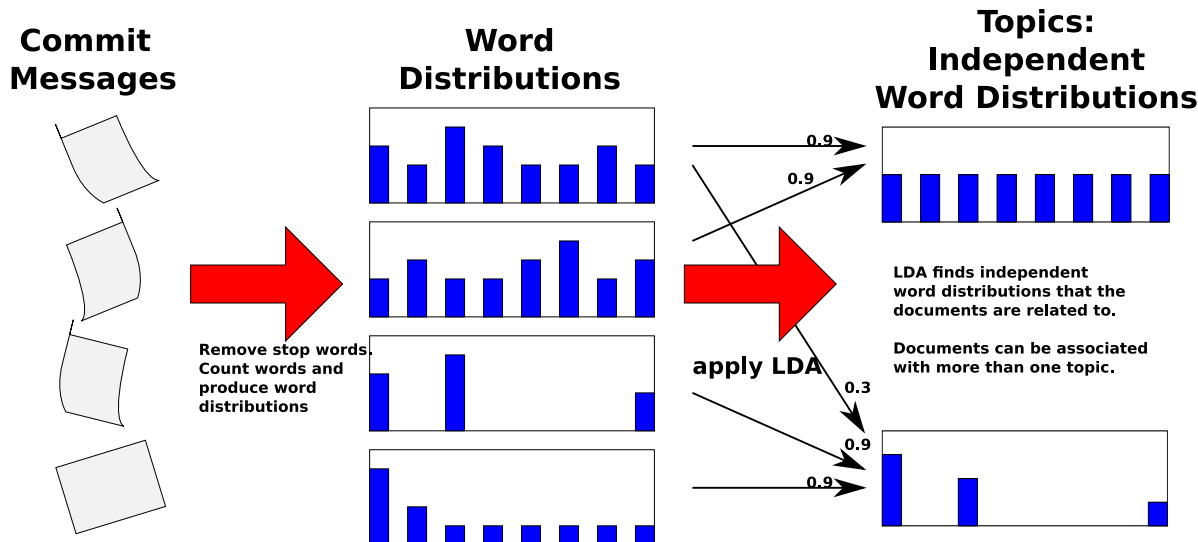 Commit
Messages
Word
Distributions
Topics:
Independent
Word Distributions
Remove stop words.
Count words and
produce word
distributions
apply LDA
0.9
0.9
0.3
0.9
0.9
LDA finds independent
word distributions that the
documents are related to.
Documents can be associated
with more than one topic.